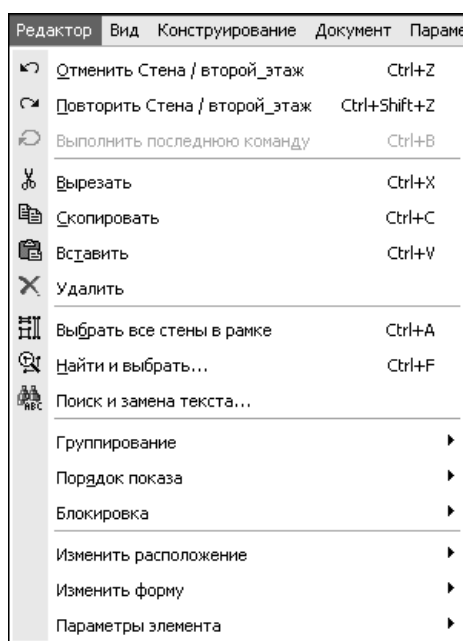 Редактор Вид Конструирование Документ Параме
Отменить Стена / второй_этаж Ctrl+Z
Повторить Стена / второй_этаж Ctrl+Shift+Z
Выполнить последнюю команду Ctrl+B
Вырезать Ctrl+X
Скопировать Ctrl+C
Вставить Ctrl+V
Удалить
Выбрать все стены в рамке Ctrl+A
Найти и выбрать... Ctrl+F
ABC Поиск и замена текста...
Группирование
Порядок показа
Блокировка
Изменить расположение
Изменить форму
Параметры элемента